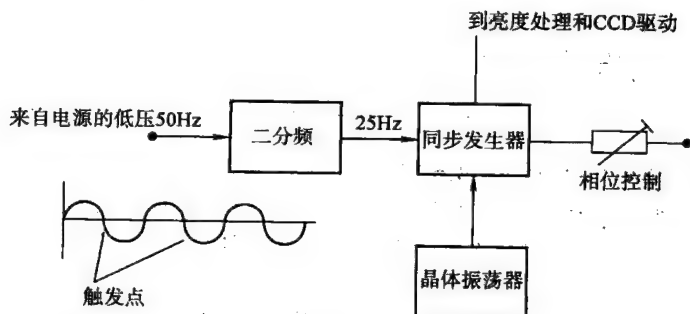 到亮度处理和CCD驱动
来自电源的低压50Hz
二分频
25Hz
同步发生器
相位控制
晶体振荡器
触发点